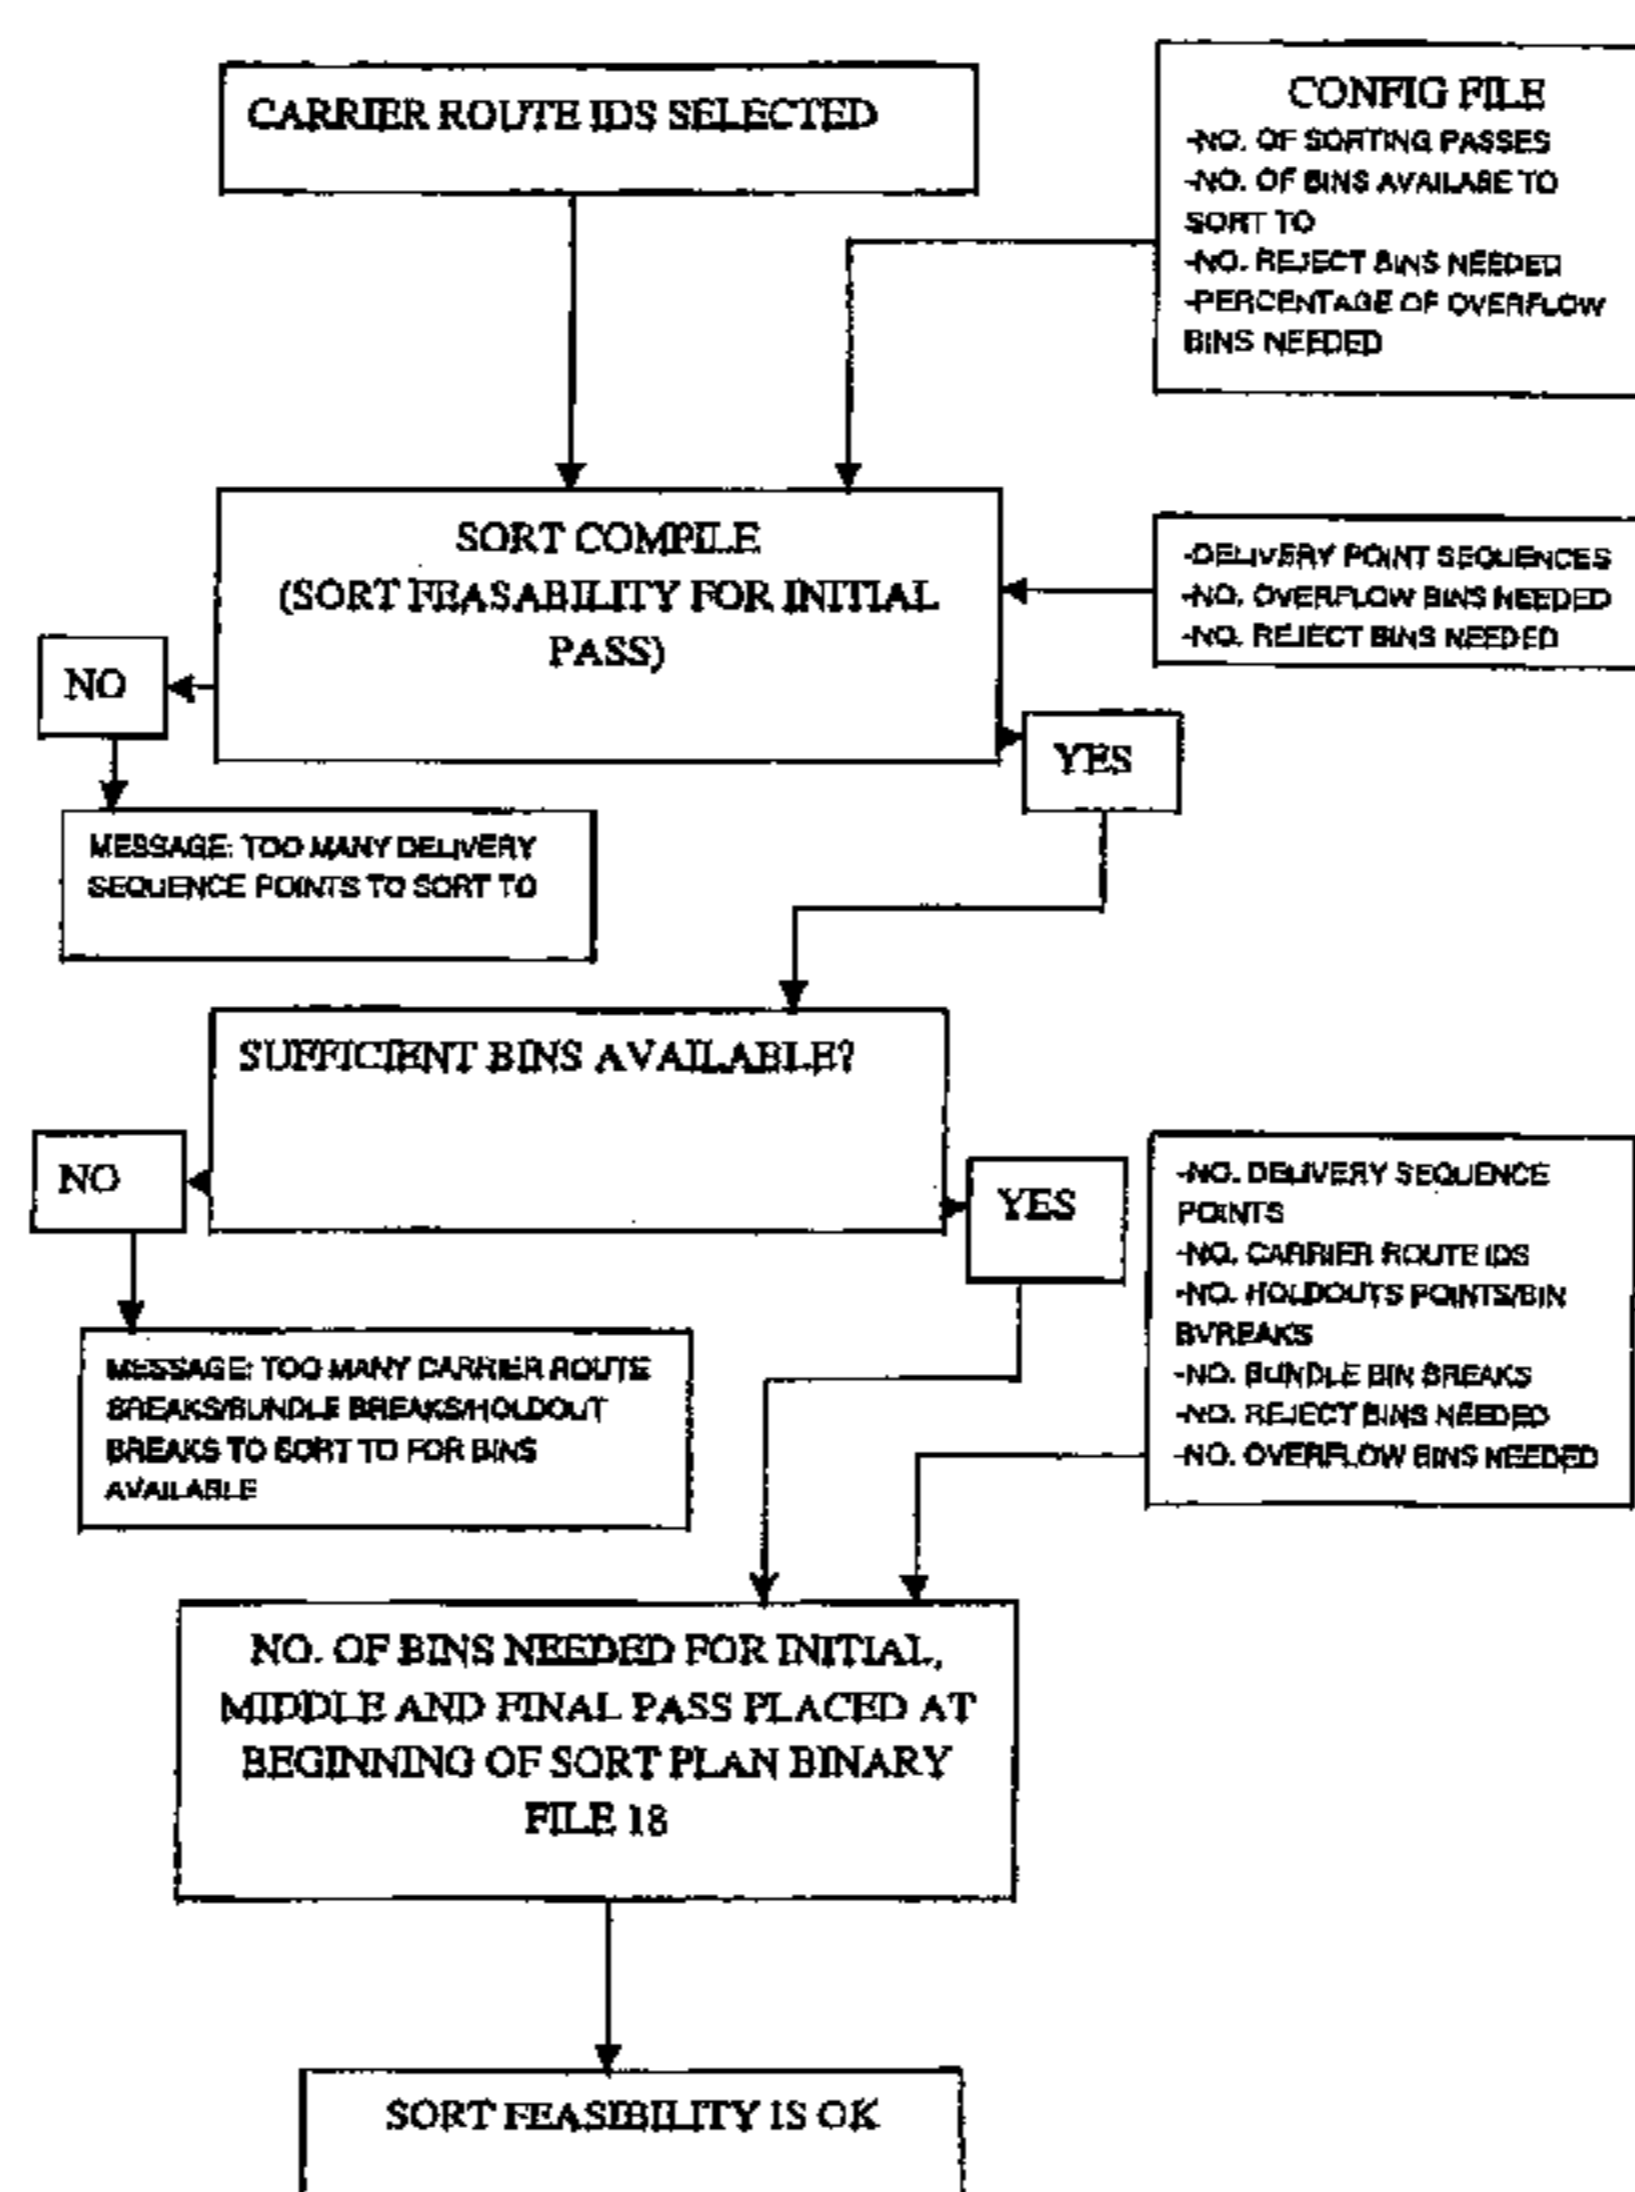 CARRIER ROUTE IDS SELECTED
CONFIG FILE
-NO. OF SORTING PASSES
-NO. OF BINS AVAILABE TO
SORT TO
-NO. REJECT BINS NEEDED
-PERCENTAGE OF OVERFLOW
BINS NEEDED
SORT COMPILE
(SORT FEASABILITY FOR INITIAL
PASS)
-DELIVERY POINT SEQUENCES
-NO. OVERFLOW BINS NEEDED
-NO. REJECT BINS NEEDED
NO
YES
MESSAGE: TOO MANY DELIVERY
SEQUENCE POINTS TO SORT TO
SUFFICIENT BINS AVAILABLE?
NO
YES
-NO. DELIVERY SEQUENCE
POINTS
-NO. CARRIER ROUTE IDS
-NO. HOLDOUTS POINTS/BIN
BVREAKS
-NO. BUNDLE BIN BREAKS
-NO. REJECT BINS NEEDED
-NO. OVERFLOW BINS NEEDED
MESSAGE: TOO MANY CARRIER ROUTE
BREAKS/BUNDLE BREAKS/HOLDOUT
BREAKS TO SORT TO FOR BINS
AVAILABLE
NO. OF BINS NEEDED FOR INITIAL,
MIDDLE AND FINAL PASS PLACED AT
BEGINNING OF SORT PLAN BINARY
FILE 18
SORT FEASIBILITY IS OK